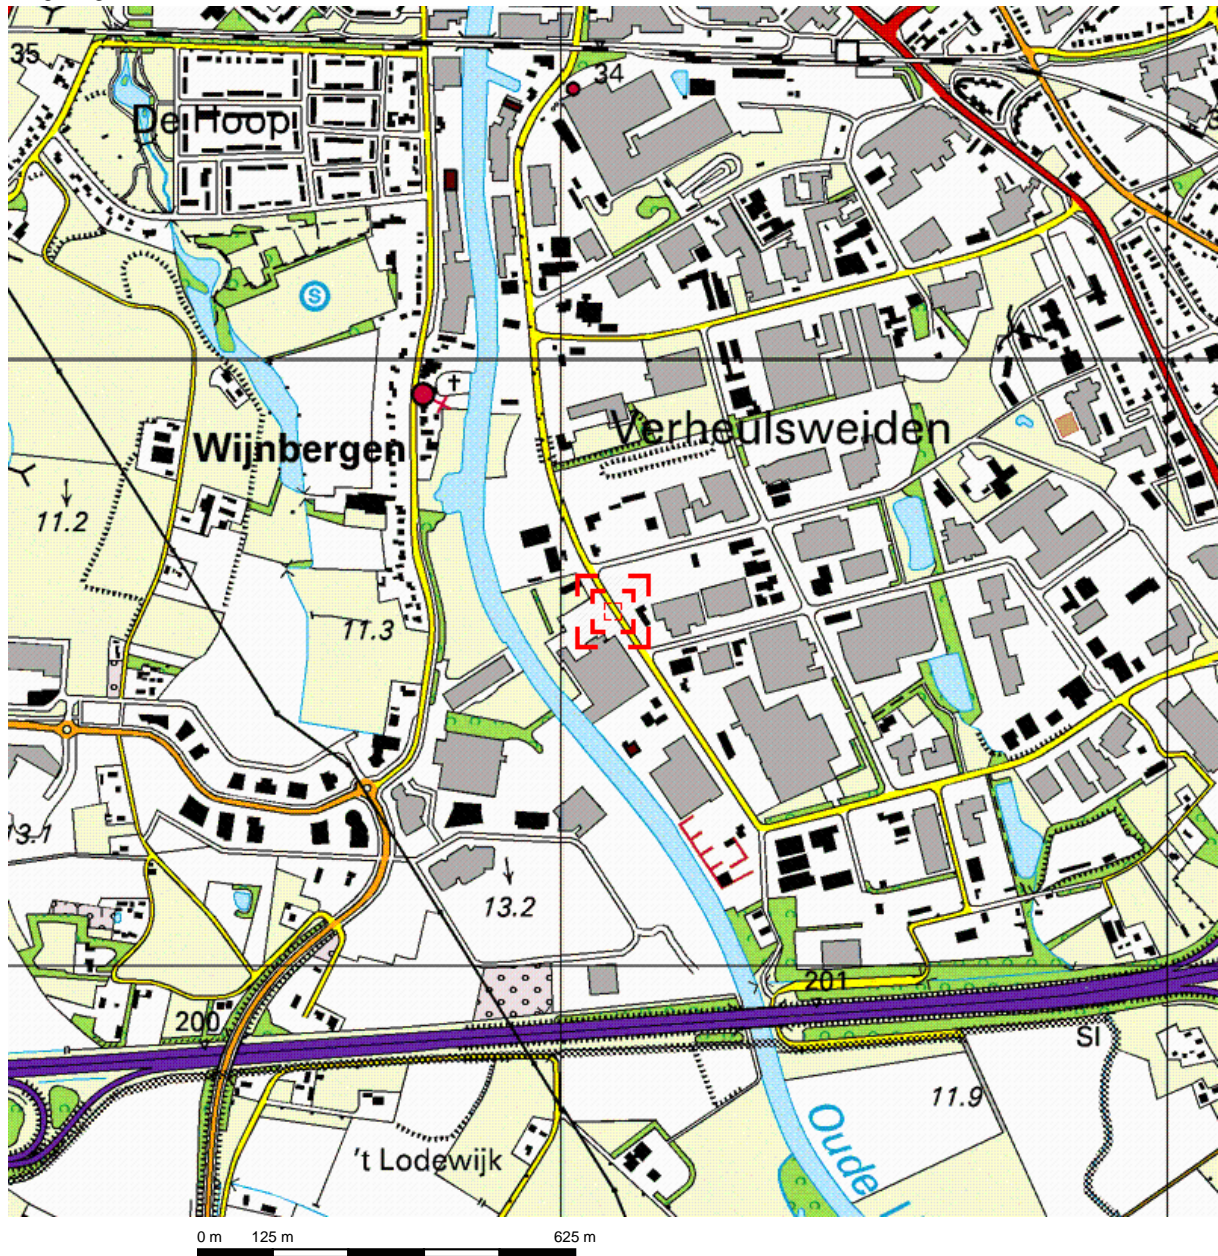 35
34
De Hoop
S
Verheulsweiden
Wijnbergen
11.2
11.3
13.1
13.2
201
200
Sl
11.9
Oude
't Lodewijk
0 m 125 m 625 m